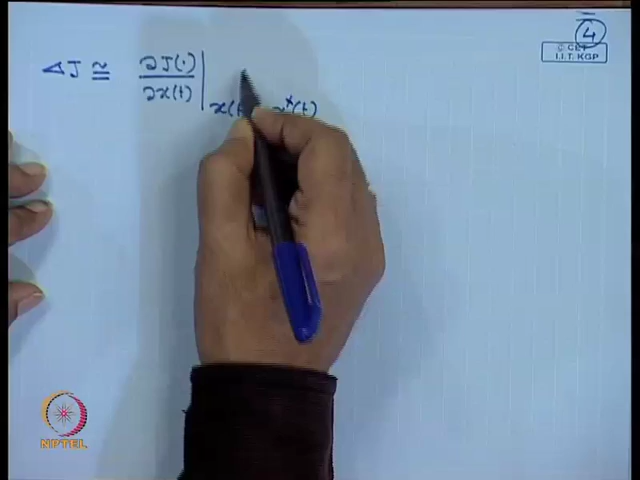 4
© CET
I.I.T. KGP
ΔJ ≅ ∂J(·)/∂x(t) | x(t) x*(t)
NPTEL